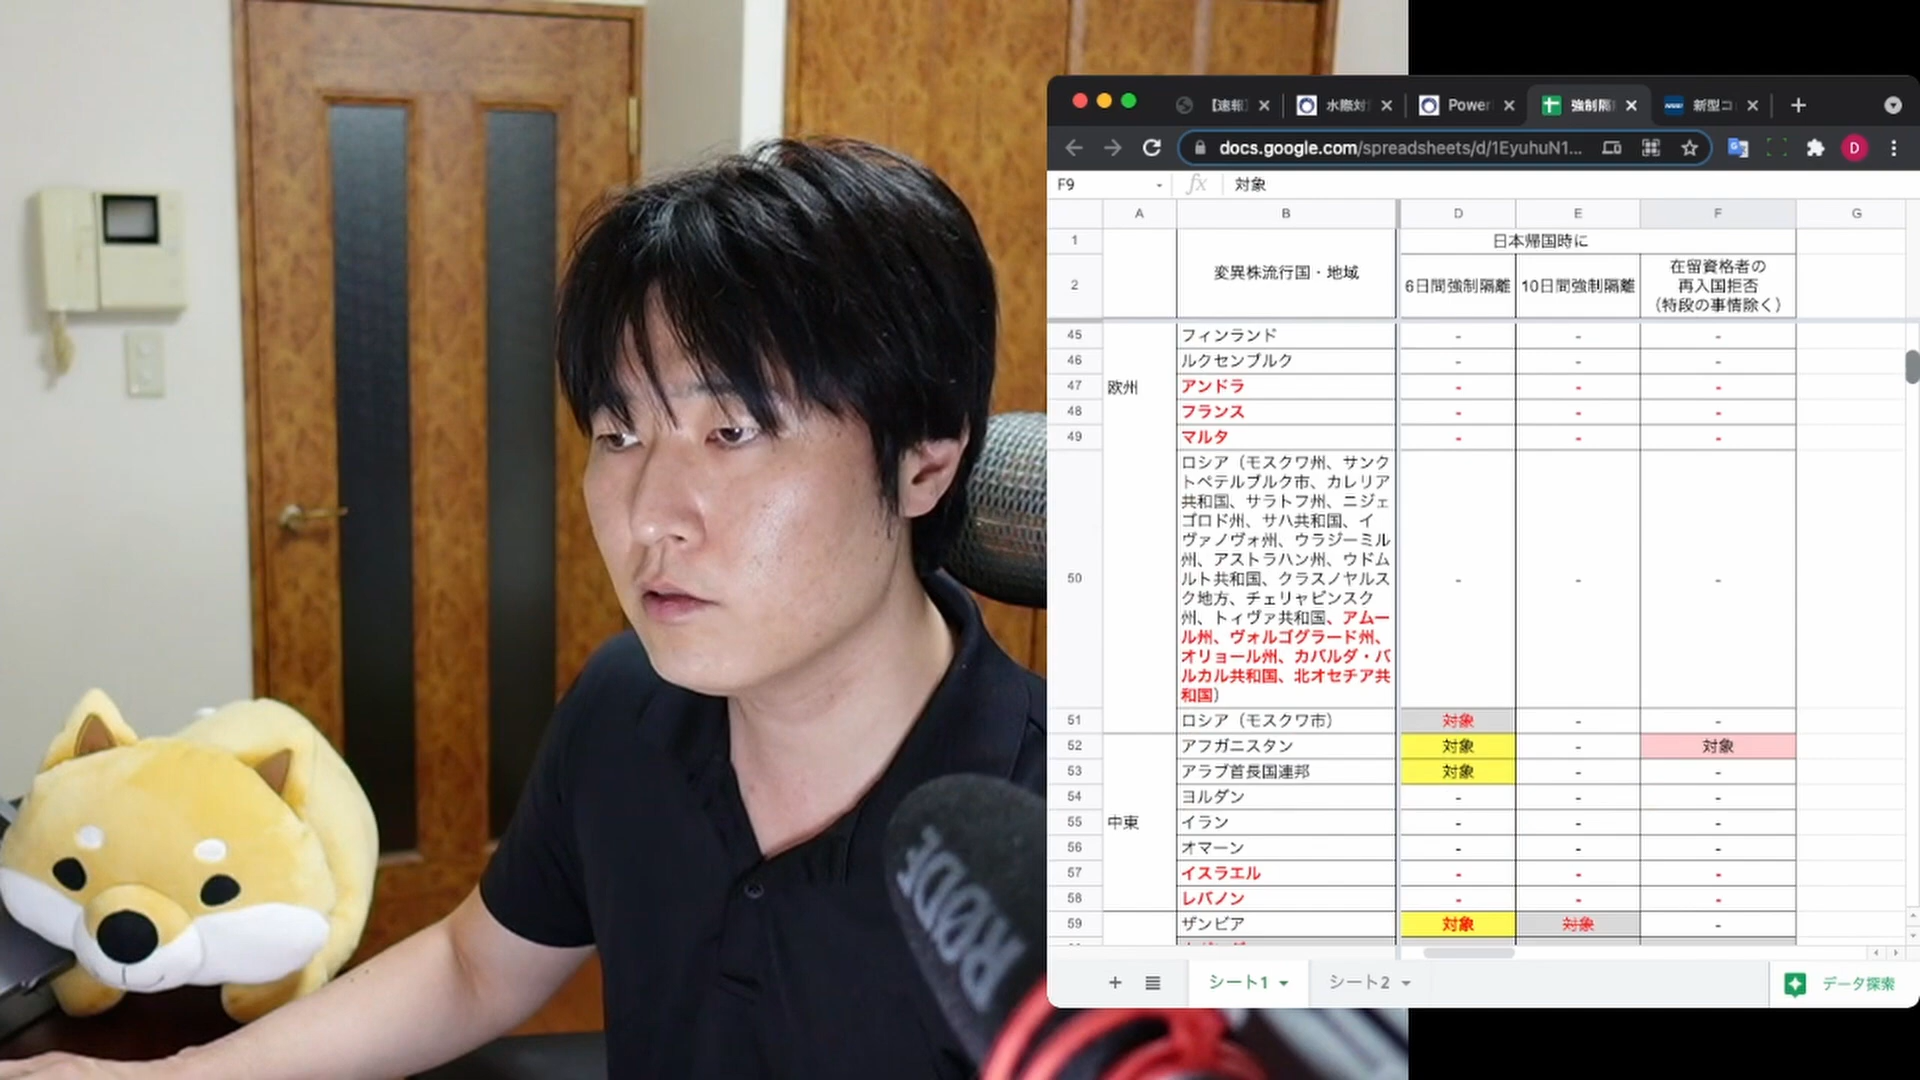 【速報】
水際対
Power
強制隔
新型コ
docs.google.com/spreadsheets/d/1EyuhuN1...
D
F9
fx
対象
A B D E F G
1
日本帰国時に
2
変異株流行国・地域
6日間強制隔離
10日間強制隔離
在留資格者の
再入国拒否
(特段の事情除く)
欧州
45 フィンランド - - -
46 ルクセンブルク - - -
47 アンドラ - - -
48 フランス - - -
49 マルタ - - -
50
ロシア(モスクワ州、サンク
トペテルブルク市、カレリア
共和国、サラトフ州、ニジェ
ゴロド州、サハ共和国、イ
ヴァノヴォ州、ウラジーミル
州、アストラハン州、ウドム
ルト共和国、クラスノヤルス
ク地方、チェリャビンスク
州、トィヴァ共和国、アムー
ル州、ヴォルゴグラード州、
オリョール州、カバルダ・バ
ルカル共和国、北オセチア共
和国)
- - -
51 ロシア(モスクワ市) 対象 - -
中東
52 アフガニスタン 対象 - 対象
53 アラブ首長国連邦 対象 - -
54 ヨルダン - - -
55 イラン - - -
56 オマーン - - -
57 イスラエル - - -
58 レバノン - - -
59 ザンビア 対象 対象 -
シート1
シート2
データ探索
RØDE